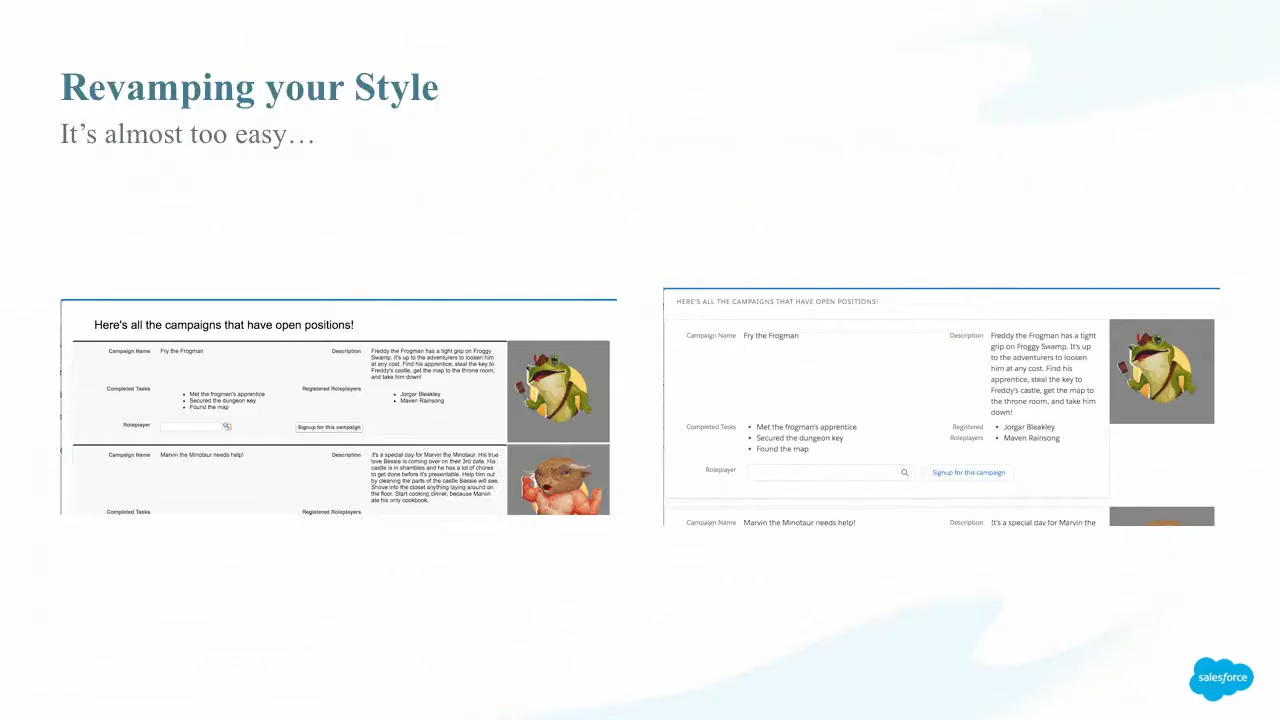 Revamping your Style
It's almost too easy…
Here's all the campaigns that have open positions!
Campaign Name Fry the Frogman Description Freddy the Frogman has a tight grip on Froggy
Swamp. It's up to the adventurers to loosen him
at any cost. Find his apprentice, steal the key to
Freddy's castle, get the map to the throne room,
and take him down!
Completed Tasks Registered Roleplayers
• Met the frogman's apprentice • Jorgar Bleakley
• Secured the dungeon key • Maven Rainsong
• Found the map
Roleplayer Signup for this campaign
Campaign Name Marvin the Minotaur needs help! Description It's a special day for Marvin the Minotaur. His true
love Bessie is coming over on their 3rd date. His
castle is in shambles and he has a lot of chores
to get done before it's presentable. Help him out
by cleaning the parts of the castle Bessie will see.
Shove into the closet anything laying around on
the floor. Start cooking dinner, because Marvin
ate his only cookbook.
Completed Tasks Registered Roleplayers
HERE'S ALL THE CAMPAIGNS THAT HAVE OPEN POSITIONS!
Campaign Name Fry the Frogman Description Freddy the Frogman has a tight
grip on Froggy Swamp. It's up
to the adventurers to loosen
him at any cost. Find his
apprentice, steal the key to
Freddy's castle, get the map to
the throne room, and take him
down!
Completed Tasks • Met the frogman's apprentice Registered • Jorgar Bleakley
• Secured the dungeon key Roleplayers • Maven Rainsong
• Found the map
Roleplayer Signup for this campaign
Campaign Name Marvin the Minotaur needs help! Description It's a special day for Marvin the
salesforce